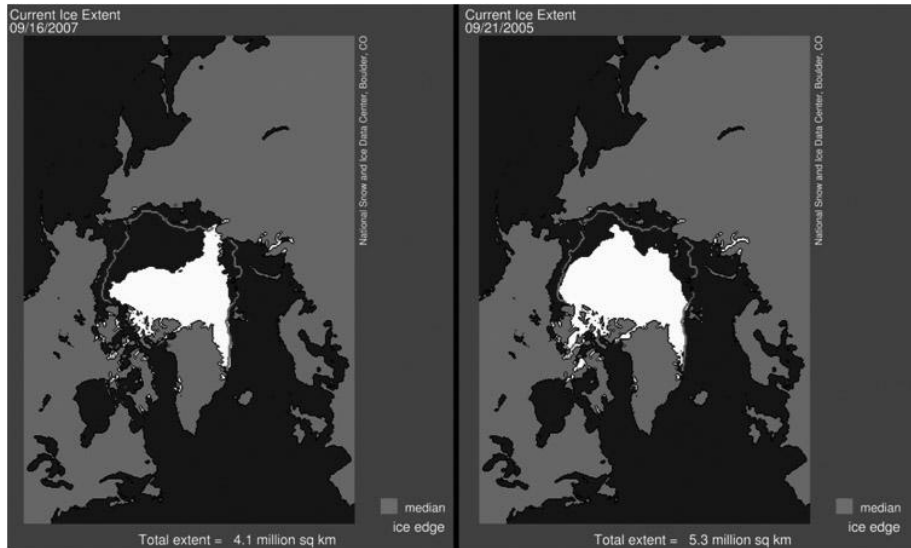 Current Ice Extent
09/16/2007
National Snow and Ice Data Center, Boulder, CO
median
ice edge
Total extent = 4.1 million sq km
Current Ice Extent
09/21/2005
National Snow and Ice Data Center, Boulder, CO
median
ice edge
Total extent = 5.3 million sq km